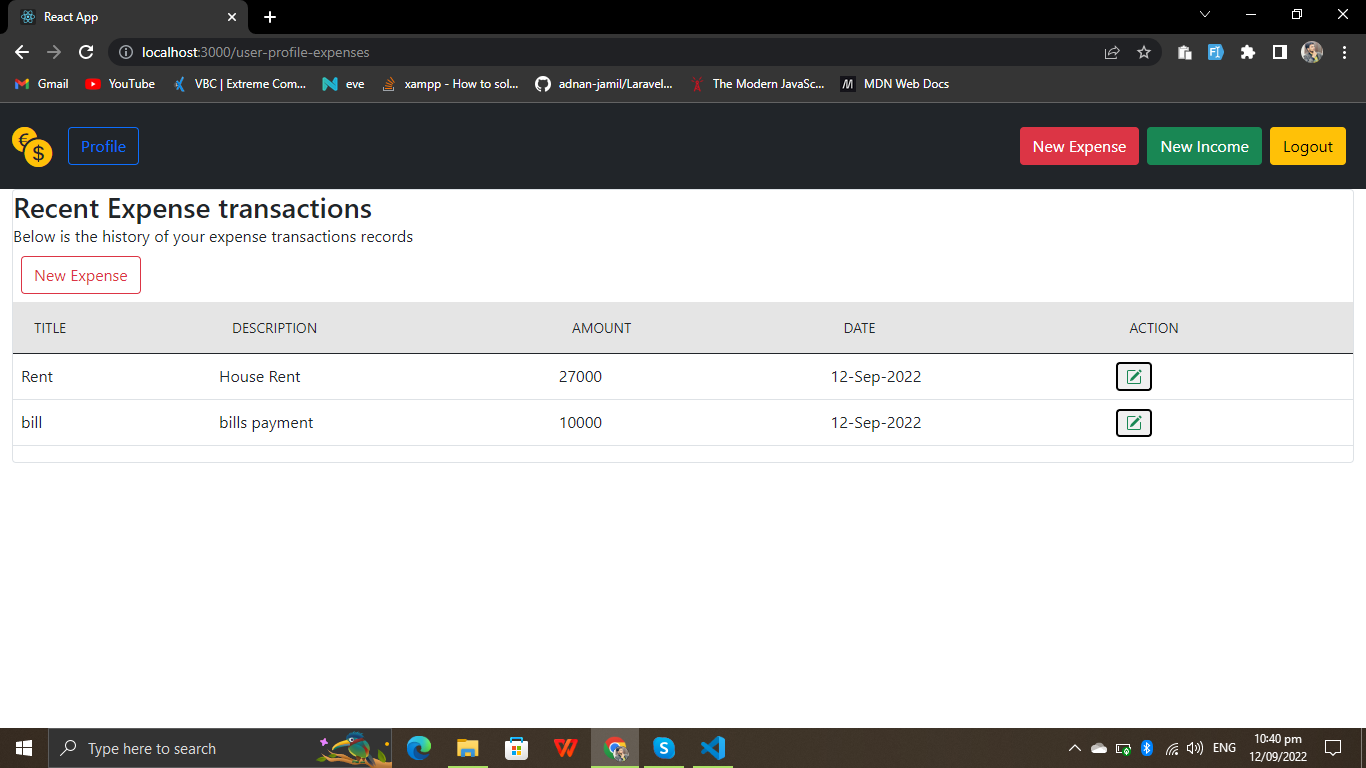 React App
localhost:3000/user-profile-expenses
Gmail YouTube VBC | Extreme Com... eve xampp - How to sol... adnan-jamil/Laravel... The Modern JavaSc... MDN Web Docs
€ $ Profile New Expense New Income Logout
Recent Expense transactions
Below is the history of your expense transactions records
New Expense
TITLE DESCRIPTION AMOUNT DATE ACTION
Rent House Rent 27000 12-Sep-2022
bill bills payment 10000 12-Sep-2022
Type here to search
ENG
10:40 pm
12/09/2022